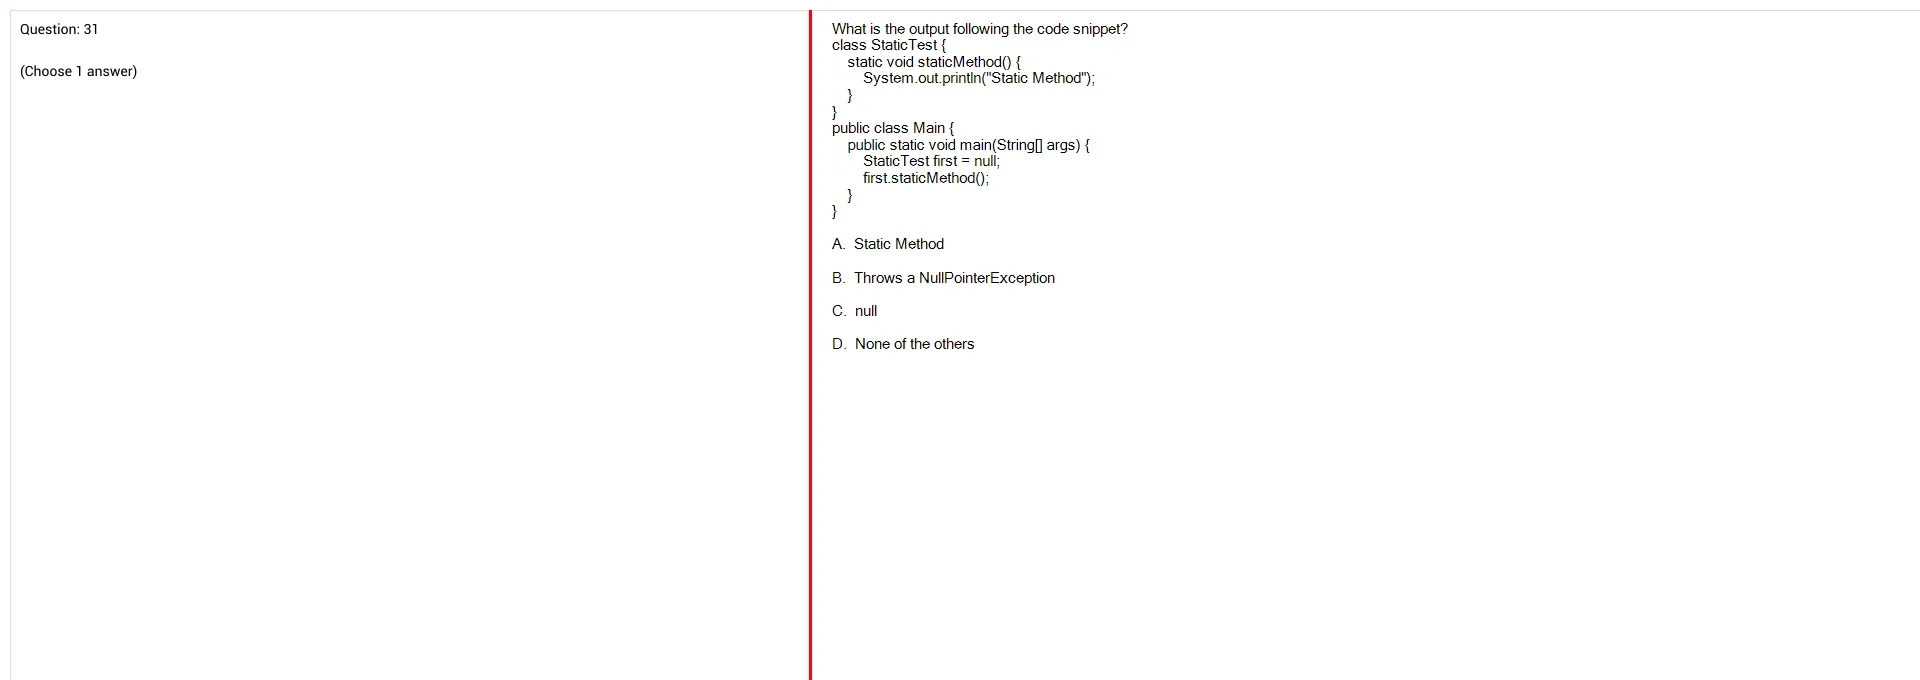 Question: 31
(Choose 1 answer)
What is the output following the code snippet?
class StaticTest {
static void staticMethod() {
System.out.println("Static Method");
}
}
public class Main {
public static void main(String[] args) {
StaticTest first = null;
first.staticMethod();
}
}
A. Static Method
B. Throws a NullPointerException
C. null
D. None of the others